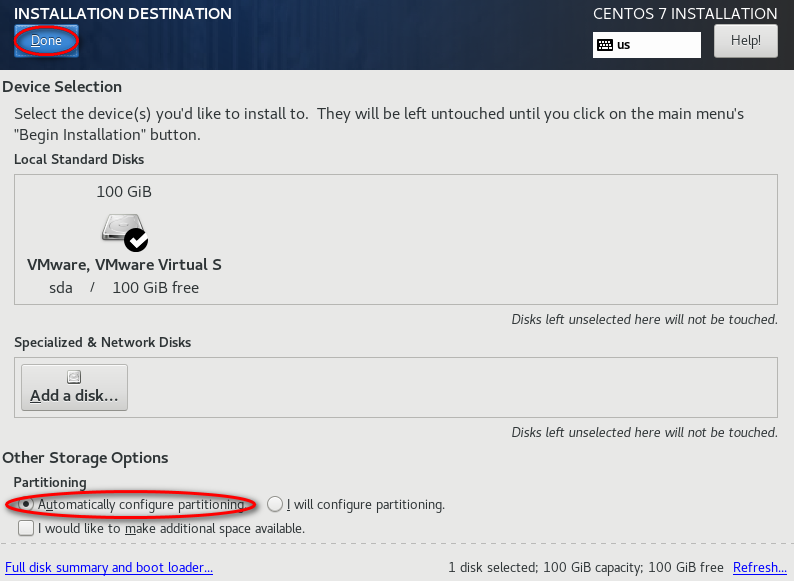 INSTALLATION DESTINATION
CENTOS 7 INSTALLATION
Done
us
Help!
Device Selection
Select the device(s) you'd like to install to.  They will be left untouched until you click on the main menu's
"Begin Installation" button.
Local Standard Disks
100 GiB
VMware, VMware Virtual S
sda / 100 GiB free
Disks left unselected here will not be touched.
Specialized & Network Disks
Add a disk...
Disks left unselected here will not be touched.
Other Storage Options
Partitioning
Automatically configure partitioning. I will configure partitioning.
I would like to make additional space available.
Full disk summary and boot loader... 1 disk selected; 100 GiB capacity; 100 GiB free Refresh...